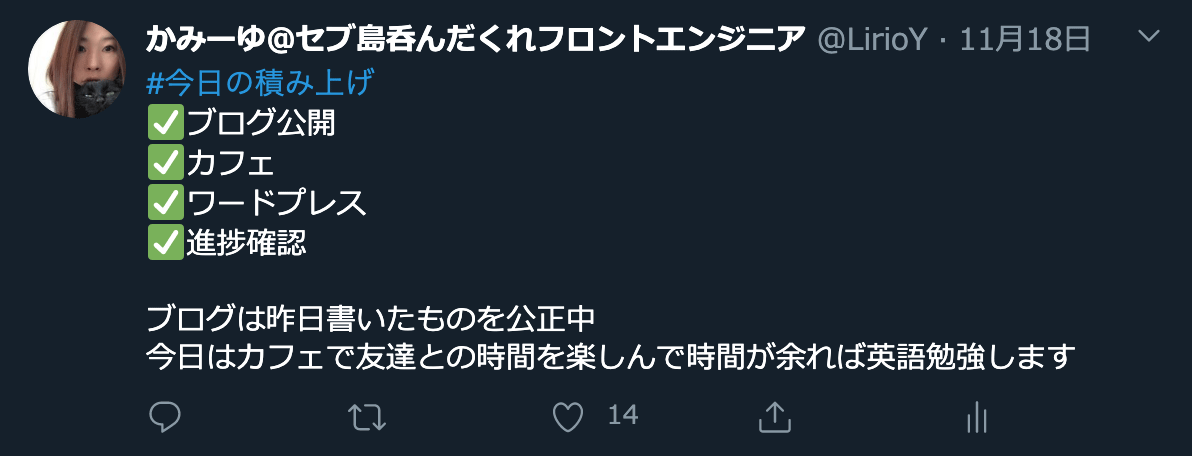 かみーゆ@セブ島呑んだくれフロントエンジニア @LirioY · 11月18日
#今日の積み上げ
✅ブログ公開
✅カフェ
✅ワードプレス
✅進捗確認
ブログは昨日書いたものを公正中
今日はカフェで友達との時間を楽しんで時間が余れば英語勉強します
14